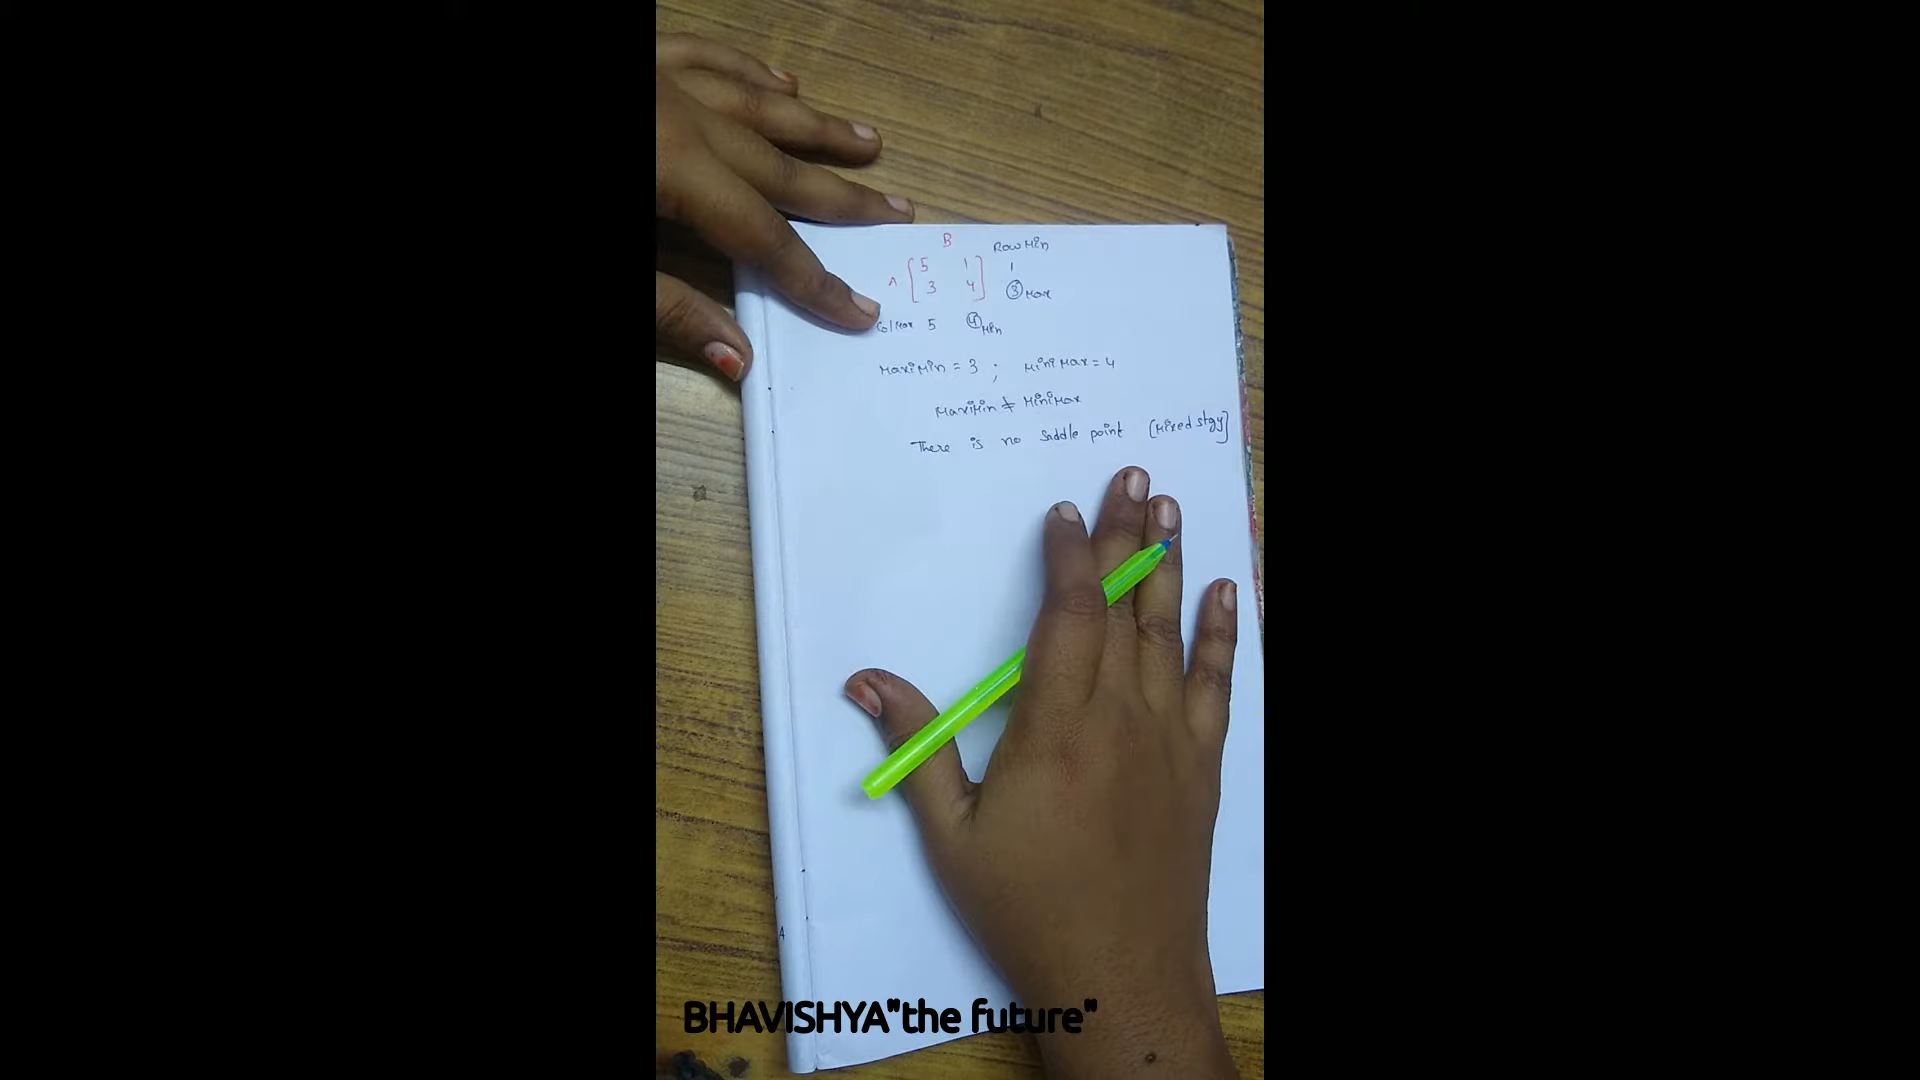 B Row Min
A [ 5 1 ] 1
[ 3 4 ] 3 Max
Col Max 5 4 Min
MaxiMin = 3 ; MiniMax = 4
MaxiMin ≠ MiniMax
There is no Saddle point [Mixed stgy]
A
BHAVISHYA"the future"